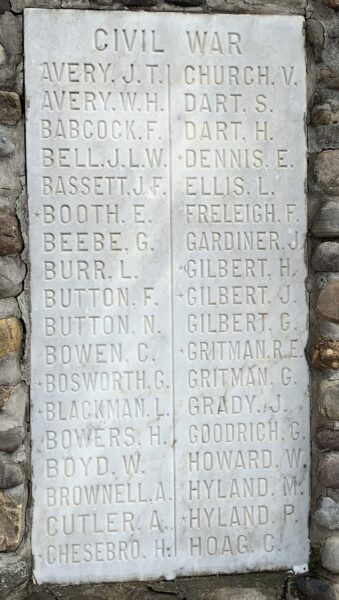 CIVIL WAR
AVERY. J.T.
AVERY. W.H.
BABCOCK. F.
BELL. J.L.W.
BASSETT. J.F.
*BOOTH. E.
BEEBE. G.
BURR. L.
BUTTON. F.
BUTTON. N.
BOWEN. C.
*BOSWORTH. G.
*BLACKMAN. L.
BOWERS. H.
BOYD. W.
BROWNELL. A.
CUTLER. A.
*CHESEBRO. H.
CHURCH. V.
DART. S.
DART. H.
*DENNIS. E.
ELLIS. L.
FRELEIGH. F.
GARDINER. J.
*GILBERT. H.
*GILBERT. J.
GILBERT. G.
*GRITMAN. R.E.
GRITMAN. G.
GRADY. J.
GOODRICH. G.
HOWARD. W.
HYLAND. M.
*HYLAND. P.
HOAG. C.